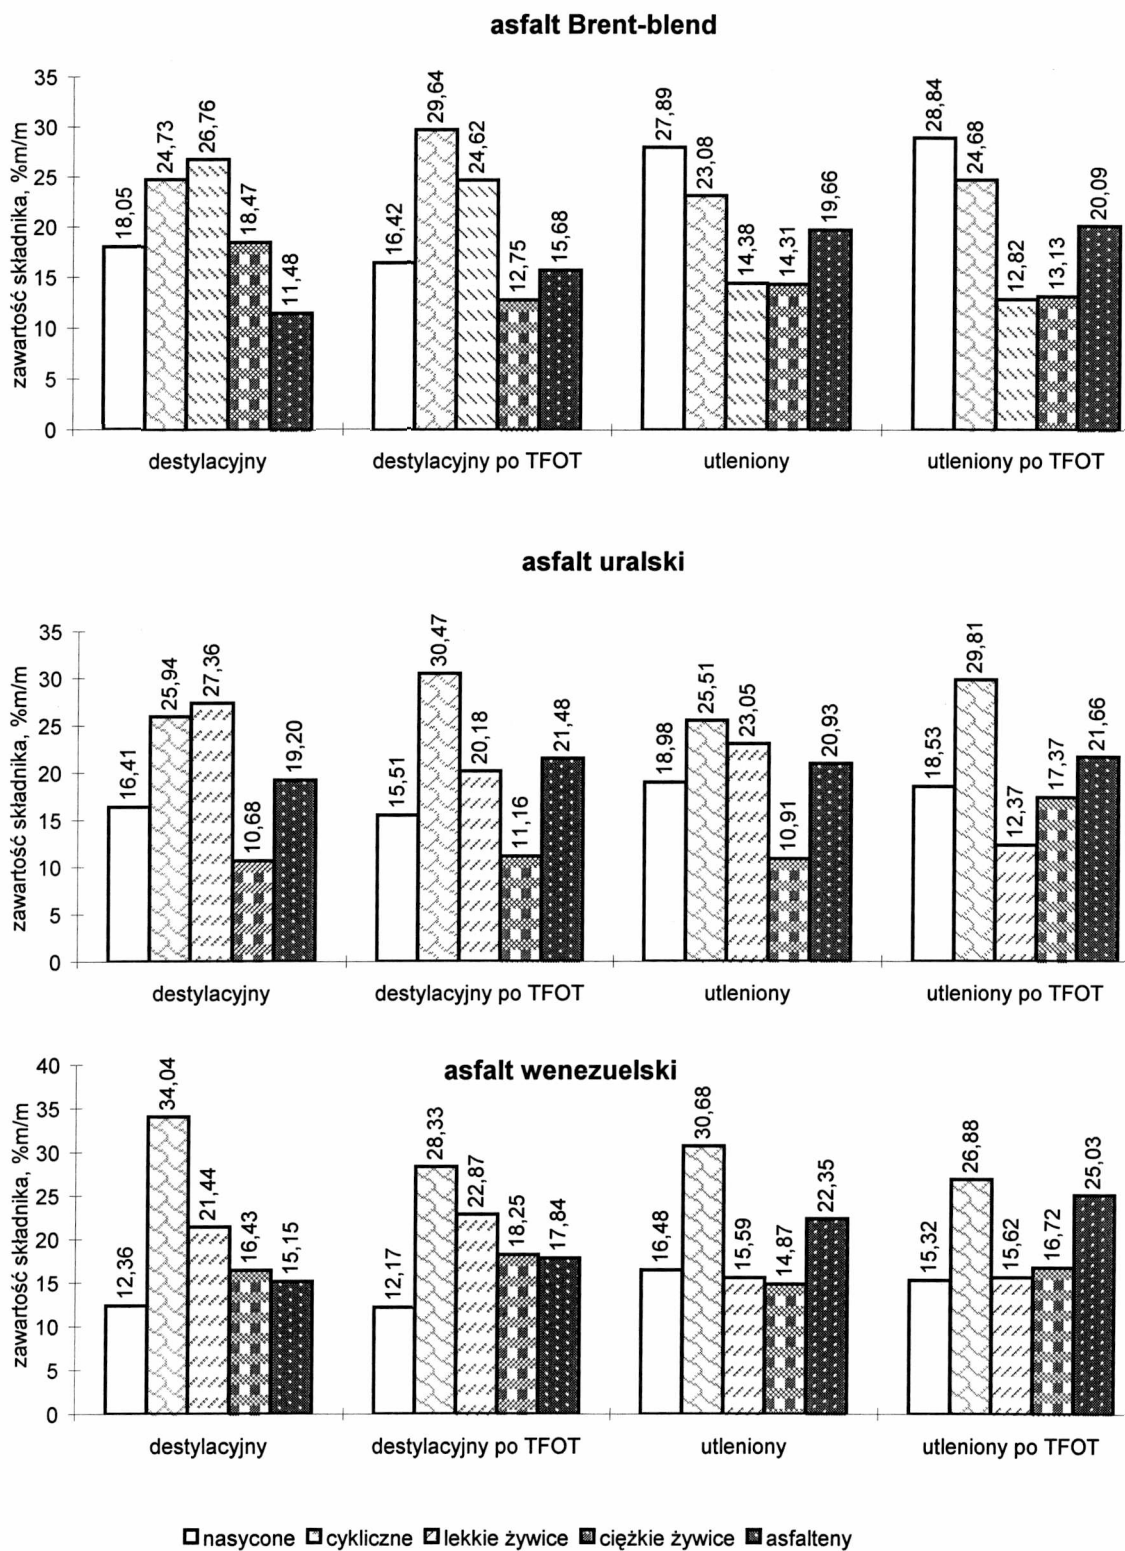 asfalt Brent-blend
zawartość składnika, %m/m
35
30
25
20
15
10
5
0
18,05 24,73 26,76 18,47 11,48
16,42 29,64 24,62 12,75 15,68
27,89 23,08 14,38 14,31 19,66
28,84 24,68 12,82 13,13 20,09
destylacyjny destylacyjny po TFOT utleniony utleniony po TFOT
asfalt uralski
zawartość składnika, %m/m
35
30
25
20
15
10
5
0
16,41 25,94 27,36 10,68 19,20
15,51 30,47 20,18 11,16 21,48
18,98 25,51 23,05 10,91 20,93
18,53 29,81 12,37 17,37 21,66
destylacyjny destylacyjny po TFOT utleniony utleniony po TFOT
asfalt wenezuelski
zawartość składnika, %m/m
40
35
30
25
20
15
10
5
0
12,36 34,04 21,44 16,43 15,15
12,17 28,33 22,87 18,25 17,84
16,48 30,68 15,59 14,87 22,35
15,32 26,88 15,62 16,72 25,03
destylacyjny destylacyjny po TFOT utleniony utleniony po TFOT
nasycone cykliczne lekkie żywice ciężkie żywice asfalteny